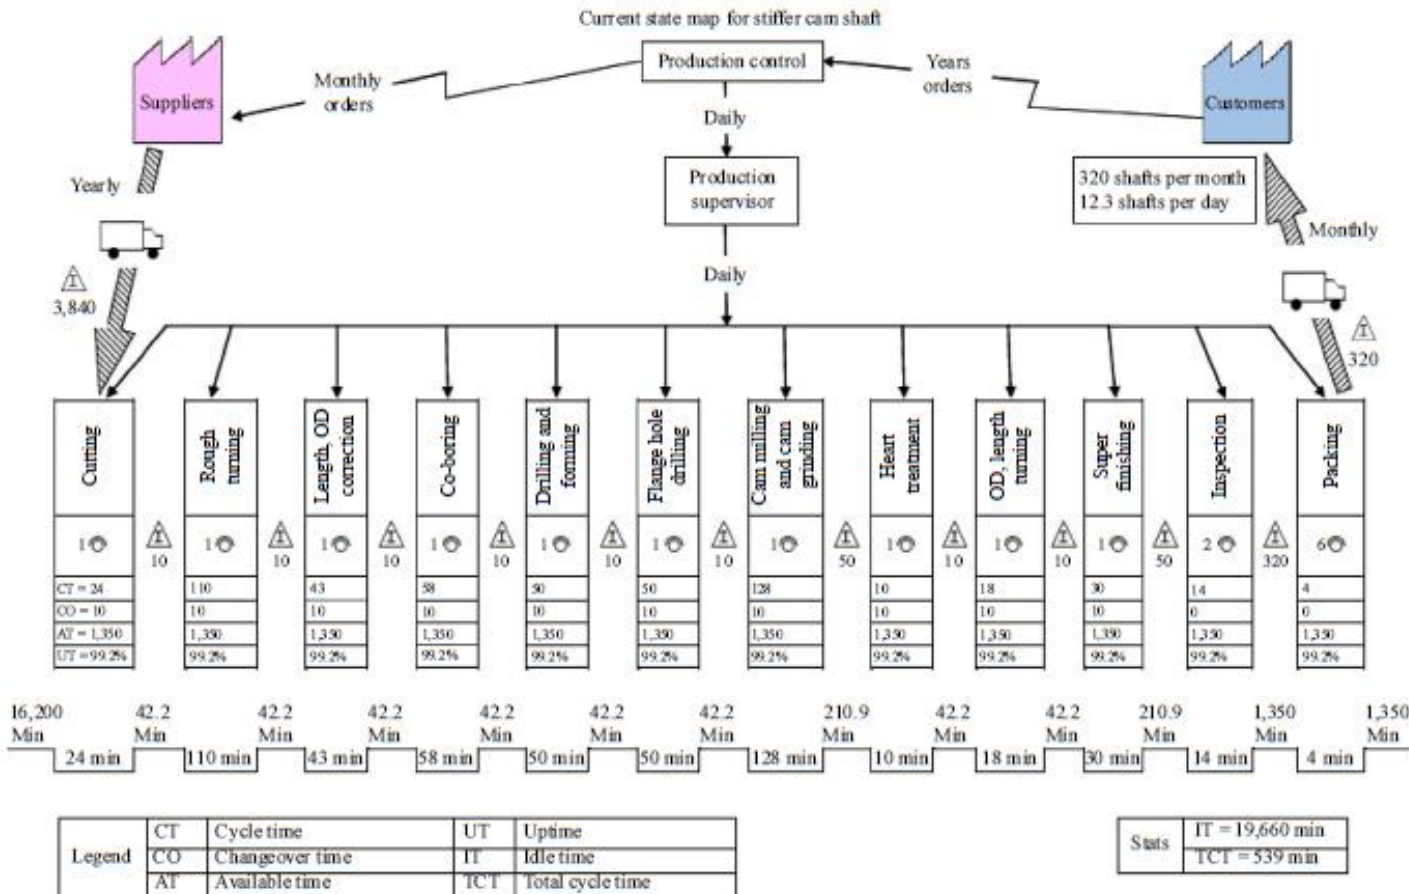 Current state map for stiffer cam shaft
Production control
Monthly
orders
Years
orders
Suppliers
Customers
Daily
Yearly
Production
supervisor
320 shafts per month
12.3 shafts per day
Monthly
Daily
I
3,840
I
320
Cutting
Rough
turning
Length, OD
correction
Co-boring
Drilling and
forming
Flange hole
drilling
Cam milling
and cam
grinding
Heart
treatment
OD, length
turning
Super
finishing
Inspection
Packing
1 I 1 I 1 I 1 I 1 I 1 I 1 I 1 I 1 I 1 I 2 I 6
10 10 10 10 10 10 50 10 10 50 320
CT = 24 110 43 58 50 50 128 10 18 30 14 4
CO = 10 10 10 10 10 10 10 10 10 10 0 0
AT = 1,350 1,350 1,350 1,350 1,350 1,350 1,350 1,350 1,350 1,350 1,350 1,350
UT = 99.2% 99.2% 99.2% 99.2% 99.2% 99.2% 99.2% 99.2% 99.2% 99.2% 99.2% 99.2%
16,200 42.2 42.2 42.2 42.2 42.2 42.2 210.9 42.2 42.2 210.9 1,350 1,350
Min Min Min Min Min Min Min Min Min Min Min Min Min
24 min 110 min 43 min 58 min 50 min 50 min 128 min 10 min 18 min 30 min 14 min 4 min
Legend
CT Cycle time UT Uptime
CO Changeover time IT Idle time
AT Available time TCT Total cycle time
Stats
IT = 19,660 min
TCT = 539 min